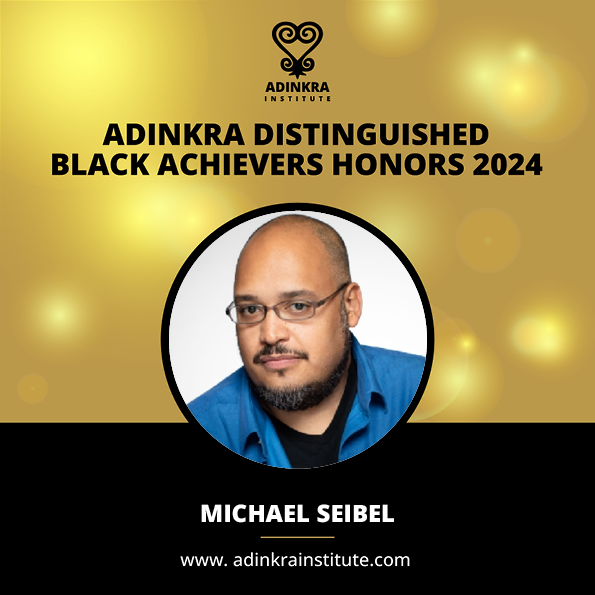 ADINKRA
INSTITUTE
ADINKRA DISTINGUISHED
BLACK ACHIEVERS HONORS 2024
MICHAEL SEIBEL
www. adinkrainstitute.com